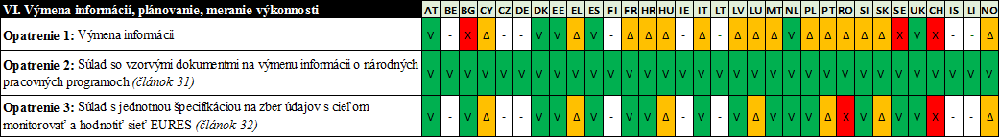 VI. Výmena informácií, plánovanie, meranie výkonnosti AT BE BG CY CZ DE DK EE EL ES FI FR HR HU IE IT LT LV LU MT NL PL PT RO SI SK SE UK CH IS LI NO
Opatrenie 1: Výmena informácii V - X Δ - - V V Δ V - Δ Δ Δ - Δ - Δ Δ Δ V Δ Δ Δ Δ Δ X V X - - Δ
Opatrenie 2: Súlad so vzorvými dokumentmi na výmenu informácii o národných
pracovných programoch (článok 31) V V V V V V V V V V V V V V V V V V V V V V V V V V V V V V V V
Opatrenie 3: Súlad s jednotnou špecifikáciou na zber údajov s cieľom
monitorovať a hodnotiť sieť EURES (článok 32) V - V Δ - - V V Δ V - V V Δ - V - V Δ V V V Δ X V Δ V V X - - Δ